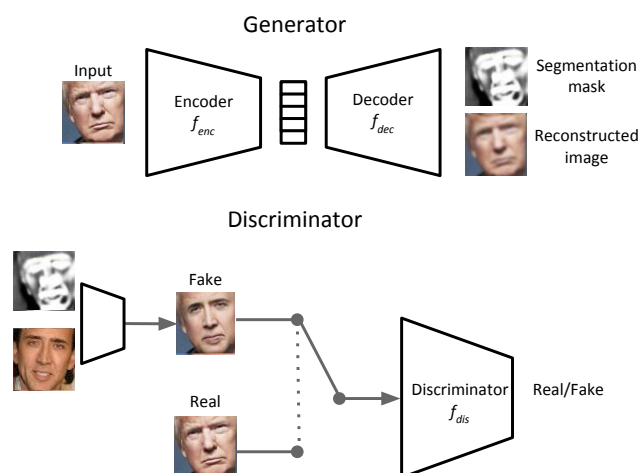 Generator
Input
Encoder
f_enc
Decoder
f_dec
Segmentation
mask
Reconstructed
image
Discriminator
Fake
Real
Discriminator
f_dis
Real/Fake